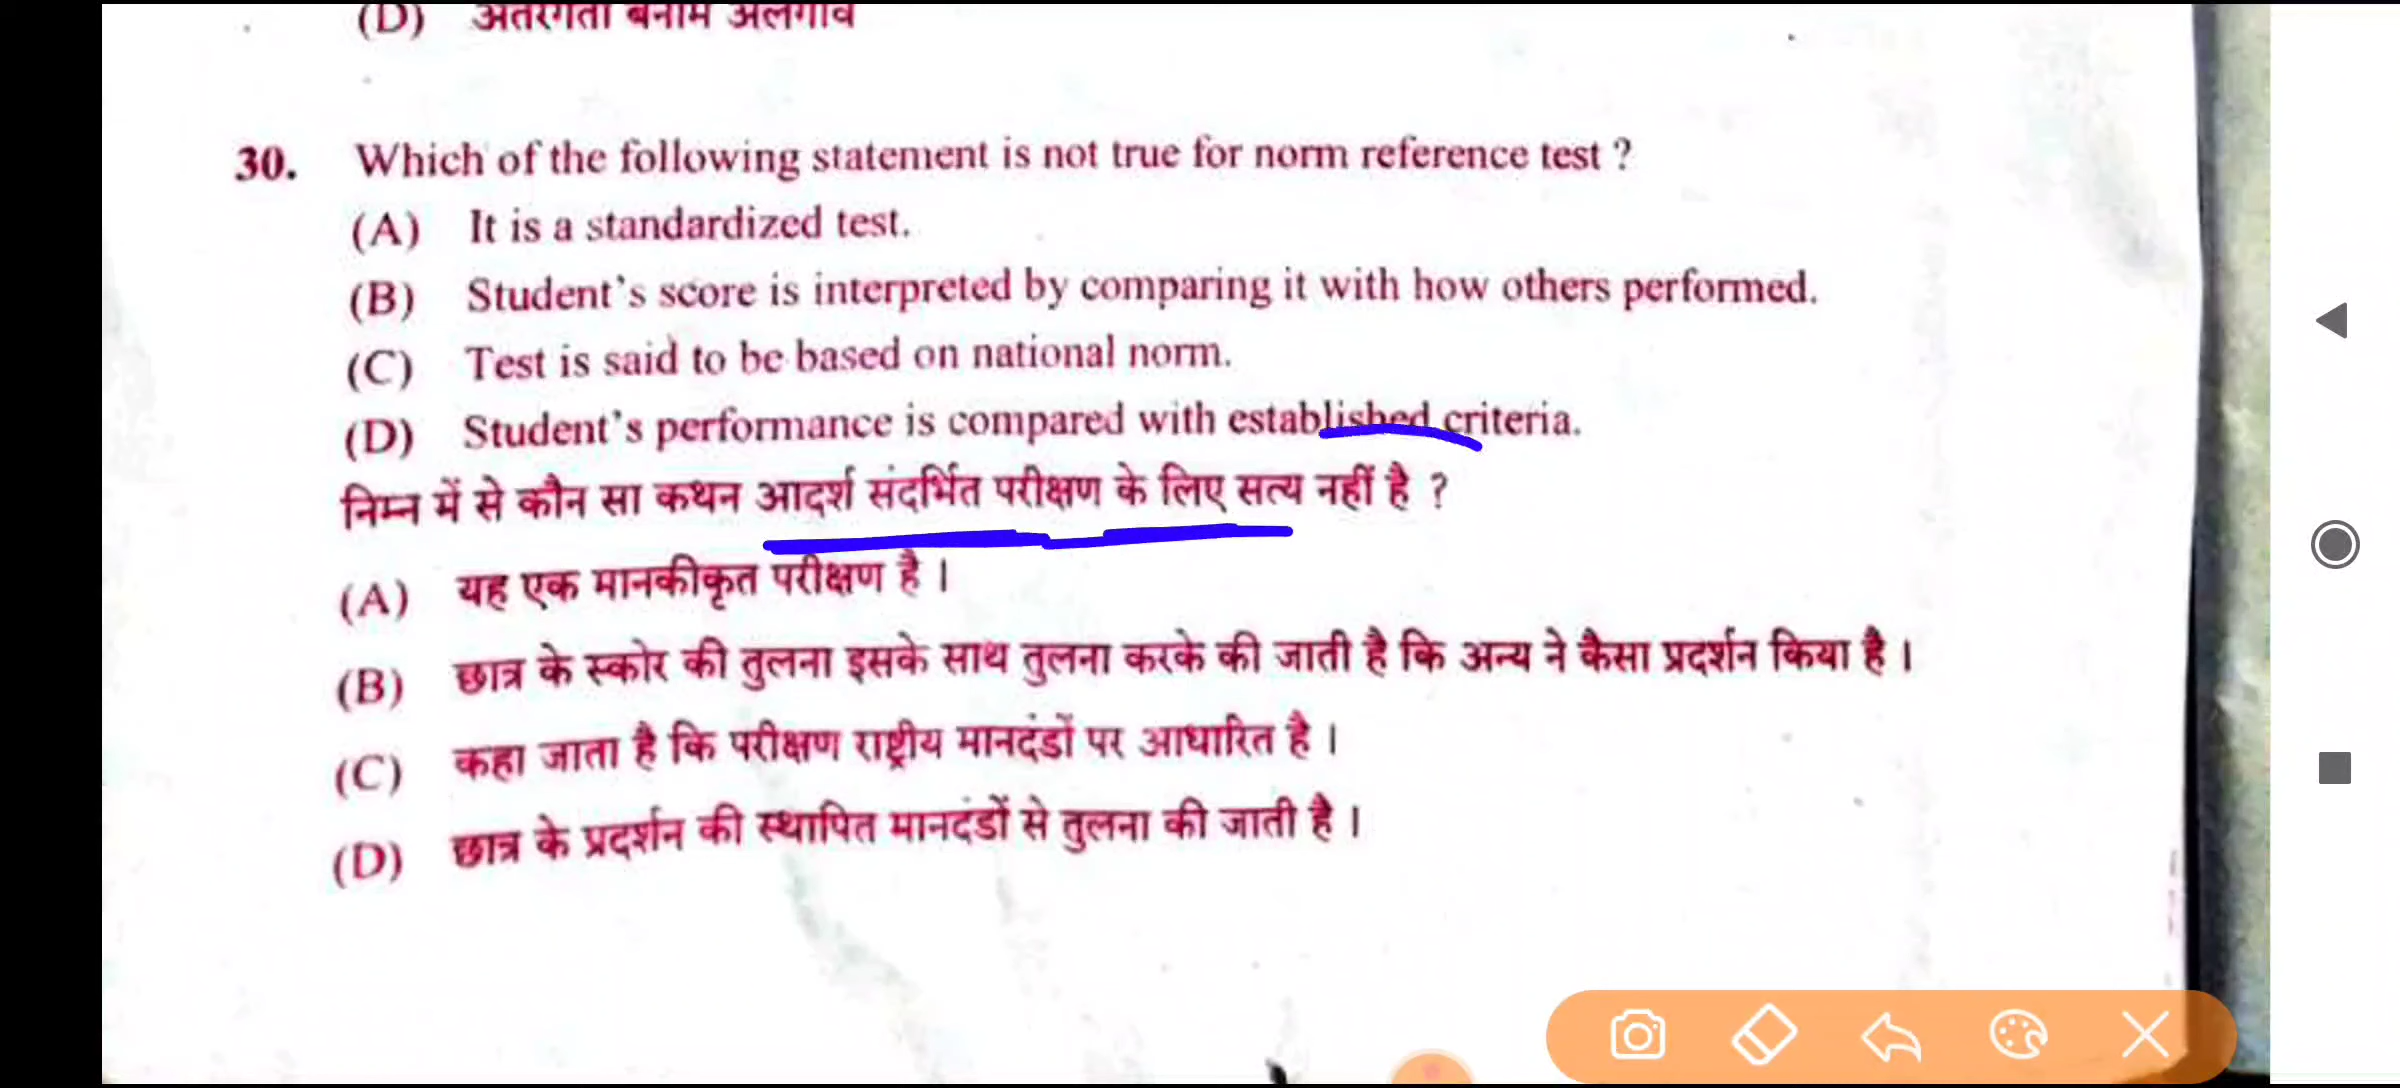 (D) अंतरंगता बनाम अलगाव
30. Which of the following statement is not true for norm reference test ?
(A) It is a standardized test.
(B) Student's score is interpreted by comparing it with how others performed.
(C) Test is said to be based on national norm.
(D) Student's performance is compared with established criteria.
निम्न में से कौन सा कथन आदर्श संदर्भित परीक्षण के लिए सत्य नहीं है ?
(A) यह एक मानकीकृत परीक्षण है ।
(B) छात्र के स्कोर की तुलना इसके साथ तुलना करके की जाती है कि अन्य ने कैसा प्रदर्शन किया है ।
(C) कहा जाता है कि परीक्षण राष्ट्रीय मानदंडों पर आधारित है ।
(D) छात्र के प्रदर्शन की स्थापित मानदंडों से तुलना की जाती है ।